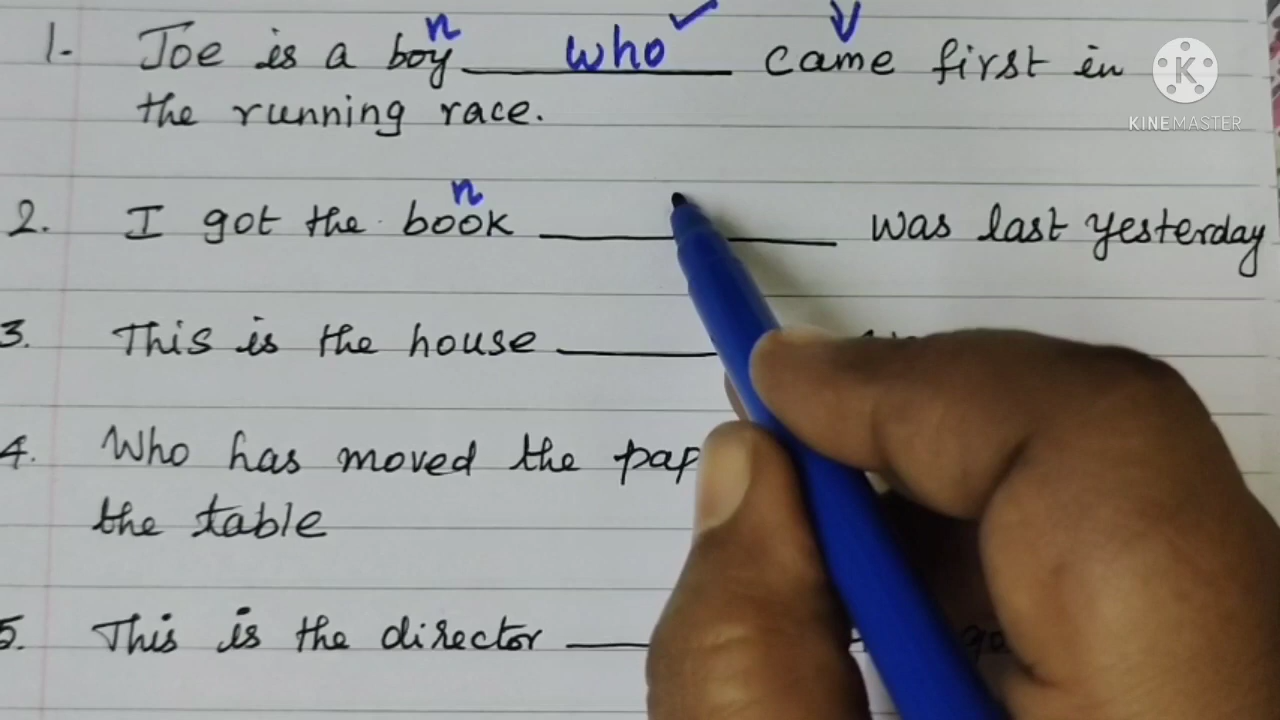 n
1. Joe is a boy who ✓ came first in
the running race.
K
KINEMASTER
n
2. I got the book was last yesterday
3. This is the house
4. Who has moved the
the table
5. This is the director